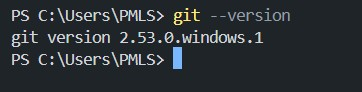 PS C:\Users\PMLS> git --version
git version 2.53.0.windows.1
PS C:\Users\PMLS>